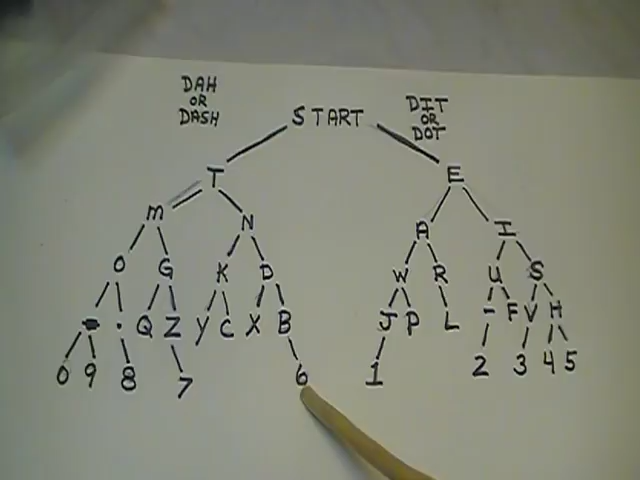 DAH
OR
DASH
START
DIT
OR
DOT
T E
M N A I
O G K D W R U S
. Q Z Y C X B J P L - F V H
0 9 8 7 6 1 2 3 4 5